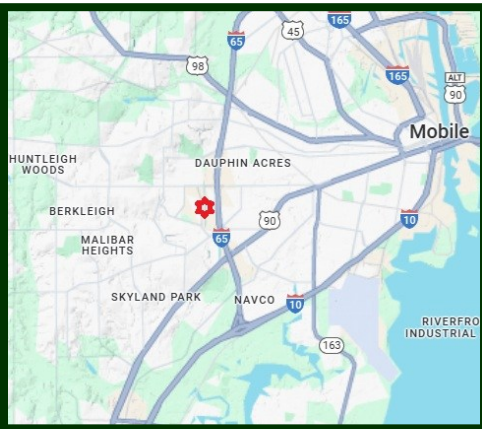 165
65
45
98
165
ALT
90
Mobile
HUNTLEIGH
WOODS
DAUPHIN ACRES
BERKLEIGH
90
10
65
MALIBAR
HEIGHTS
SKYLAND PARK
NAVCO
10
RIVERFRO
INDUSTRIAL
163